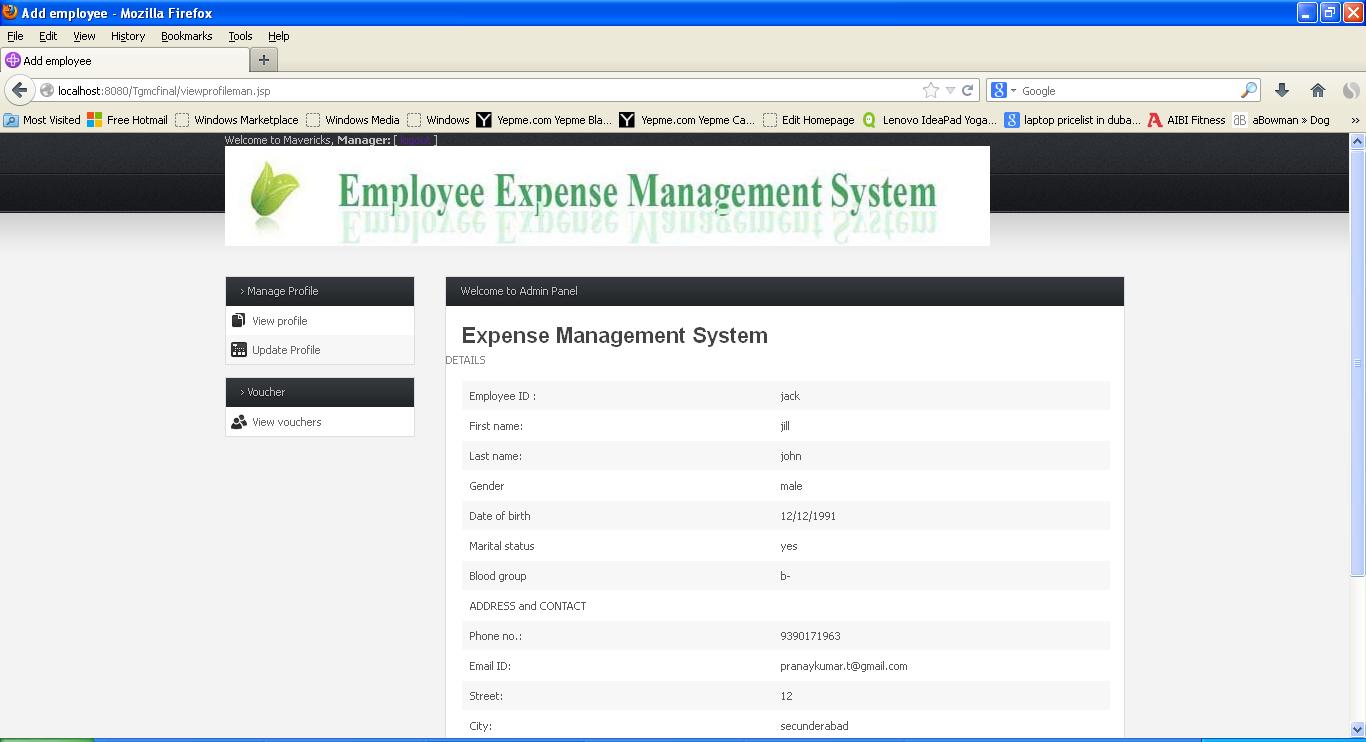 Add employee - Mozilla Firefox
File Edit View History Bookmarks Tools Help
Add employee
localhost:8080/Tgmcfinal/viewprofileman.jsp
Google
Most Visited Free Hotmail Windows Marketplace Windows Media Windows Yepme.com Yepme Bla... Yepme.com Yepme Ca... Edit Homepage Lenovo IdeaPad Yoga... laptop pricelist in duba... AIBI Fitness aBowman » Dog »
Welcome to Mavericks, Manager: [ logout ]
Employee Expense Management System
> Manage Profile
View profile
Update Profile
> Voucher
View vouchers
Welcome to Admin Panel
Expense Management System
DETAILS
Employee ID : jack
First name: jill
Last name: john
Gender male
Date of birth 12/12/1991
Marital status yes
Blood group b-
ADDRESS and CONTACT
Phone no.: 9390171963
Email ID: pranaykumar.t@gmail.com
Street: 12
City: secunderabad